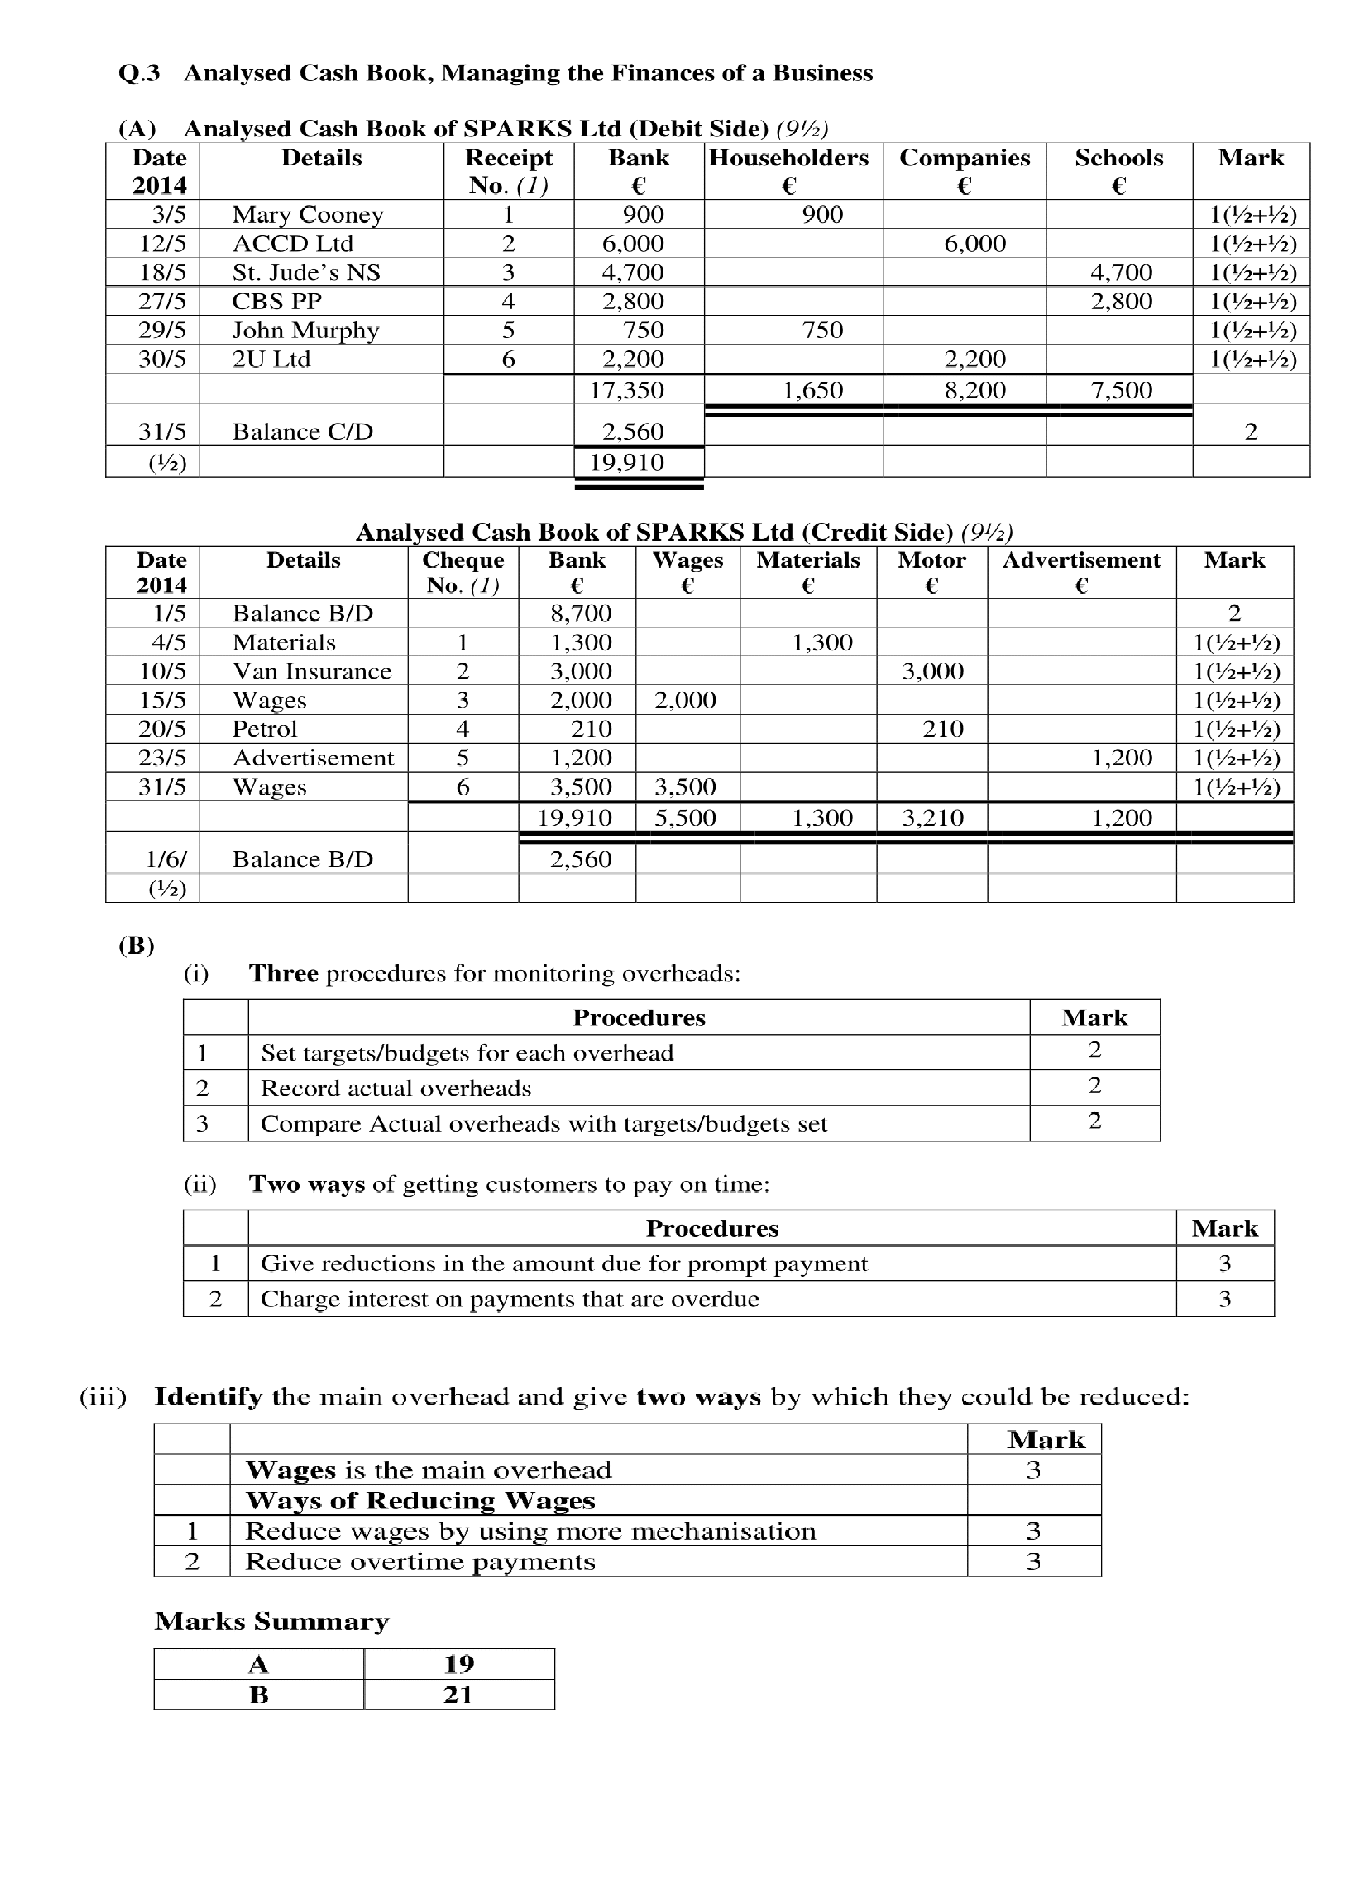 Q.3 Analysed Cash Book, Managing the Finances of a Business
(A) Analysed Cash Book of SPARKS Ltd (Debit Side) (9½)
Date 2014 Details Receipt No. (1) Bank € Householders € Companies € Schools € Mark
3/5 Mary Cooney 1 900 900 1(½+½)
12/5 ACCD Ltd 2 6,000 6,000 1(½+½)
18/5 St. Jude's NS 3 4,700 4,700 1(½+½)
27/5 CBS PP 4 2,800 2,800 1(½+½)
29/5 John Murphy 5 750 750 1(½+½)
30/5 2U Ltd 6 2,200 2,200 1(½+½)
17,350 1,650 8,200 7,500
31/5 Balance C/D 2,560 2
(½) 19,910
Analysed Cash Book of SPARKS Ltd (Credit Side) (9½)
Date 2014 Details Cheque No. (1) Bank € Wages € Materials € Motor € Advertisement € Mark
1/5 Balance B/D 8,700 2
4/5 Materials 1 1,300 1,300 1(½+½)
10/5 Van Insurance 2 3,000 3,000 1(½+½)
15/5 Wages 3 2,000 2,000 1(½+½)
20/5 Petrol 4 210 210 1(½+½)
23/5 Advertisement 5 1,200 1,200 1(½+½)
31/5 Wages 6 3,500 3,500 1(½+½)
19,910 5,500 1,300 3,210 1,200
1/6/ Balance B/D 2,560
(½)
(B)
(i) Three procedures for monitoring overheads:
Procedures Mark
1 Set targets/budgets for each overhead 2
2 Record actual overheads 2
3 Compare Actual overheads with targets/budgets set 2
(ii) Two ways of getting customers to pay on time:
Procedures Mark
1 Give reductions in the amount due for prompt payment 3
2 Charge interest on payments that are overdue 3
(iii) Identify the main overhead and give two ways by which they could be reduced:
Mark
Wages is the main overhead 3
Ways of Reducing Wages
1 Reduce wages by using more mechanisation 3
2 Reduce overtime payments 3
Marks Summary
A 19
B 21